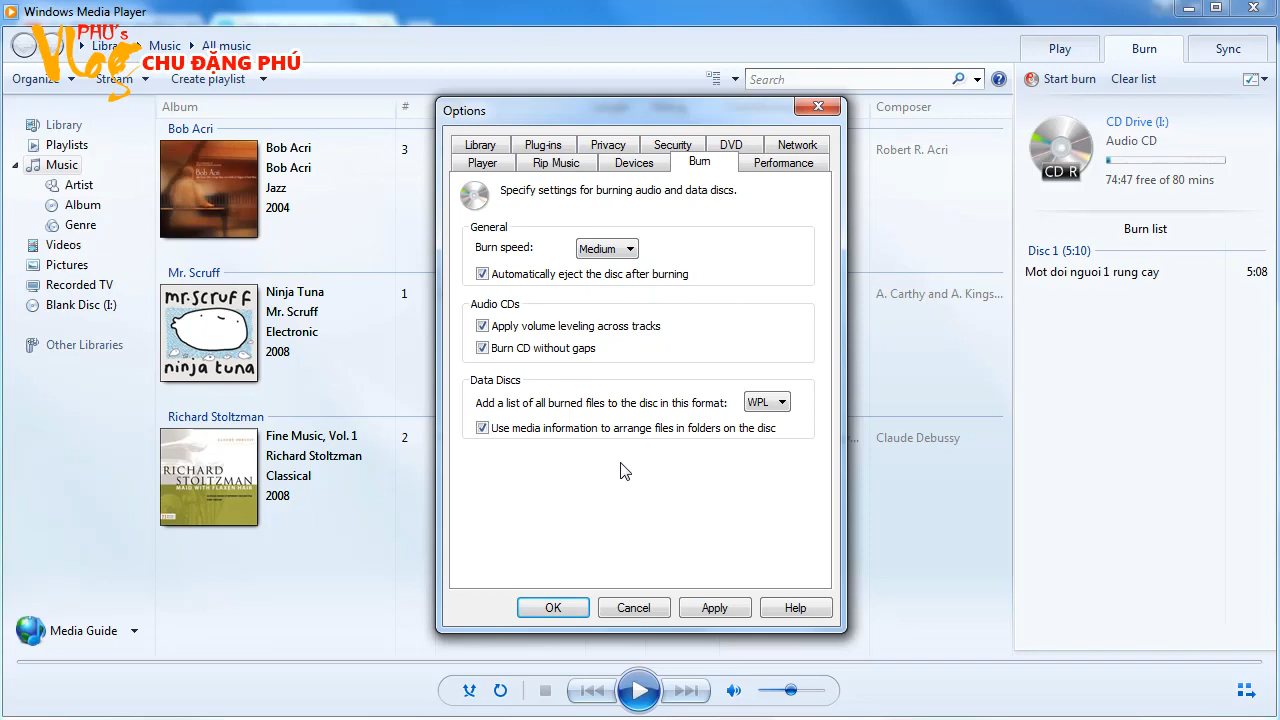 Windows Media Player
PHÚ's
Vlog
CHU ĐẶNG PHÚ
Music
All music
Organize
Stream
Create playlist
Search
Play
Burn
Sync
Start burn
Clear list
Album
#
Composer
Library
Playlists
Music
Artist
Album
Genre
Videos
Pictures
Recorded TV
Blank Disc (I:)
Other Libraries
Media Guide
Bob Acri
Bob Acri
Bob Acri
Jazz
2004
3
Robert R. Acri
Mr. Scruff
mr.scruff
ninja tuna
Ninja Tuna
Mr. Scruff
Electronic
2008
1
A. Carthy and A. Kings...
Richard Stoltzman
RICHARD
STOLTZMAN
MAID WITH FLAXEN HAIR
Fine Music, Vol. 1
Richard Stoltzman
Classical
2008
2
Claude Debussy
Options
Library
Plug-ins
Privacy
Security
DVD
Network
Player
Rip Music
Devices
Burn
Performance
Specify settings for burning audio and data discs.
General
Burn speed:
Medium
Automatically eject the disc after burning
Audio CDs
Apply volume leveling across tracks
Burn CD without gaps
Data Discs
Add a list of all burned files to the disc in this format:
WPL
Use media information to arrange files in folders on the disc
OK
Cancel
Apply
Help
CD R
CD Drive (I:)
Audio CD
74:47 free of 80 mins
Burn list
Disc 1 (5:10)
Mot doi nguoi 1 rung cay 5:08